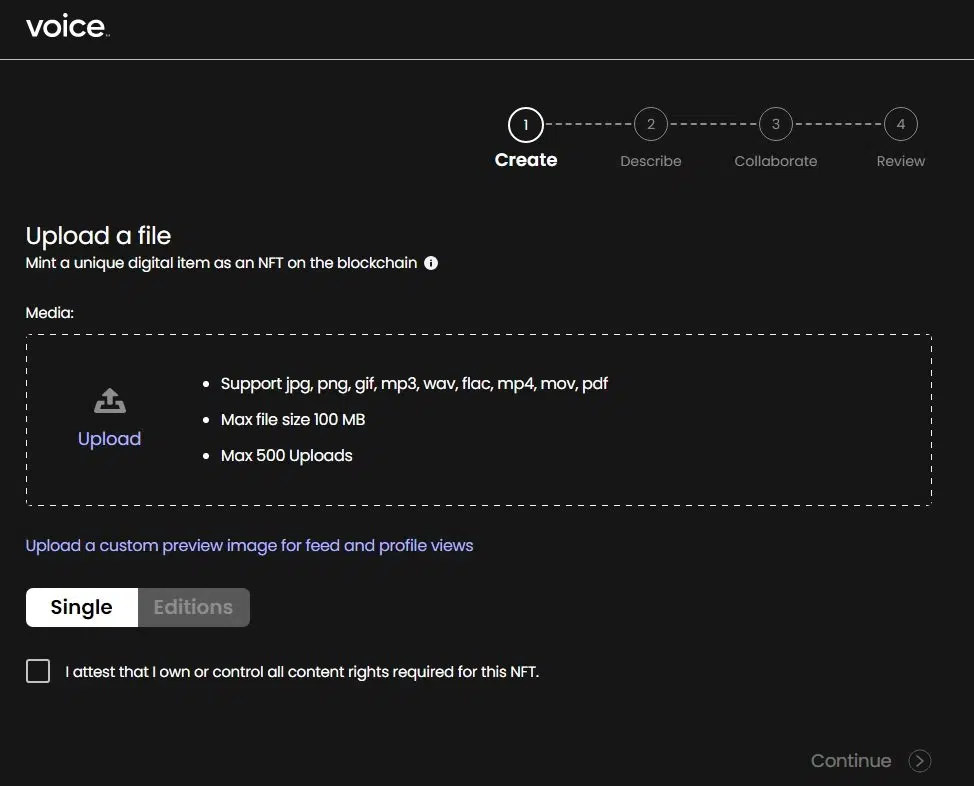 voice
1
2
3
4
Create
Describe
Collaborate
Review
Upload a file
Mint a unique digital item as an NFT on the blockchain
Media:
Upload
Support jpg, png, gif, mp3, wav, flac, mp4, mov, pdf
Max file size 100 MB
Max 500 Uploads
Upload a custom preview image for feed and profile views
Single Editions
I attest that I own or control all content rights required for this NFT.
Continue